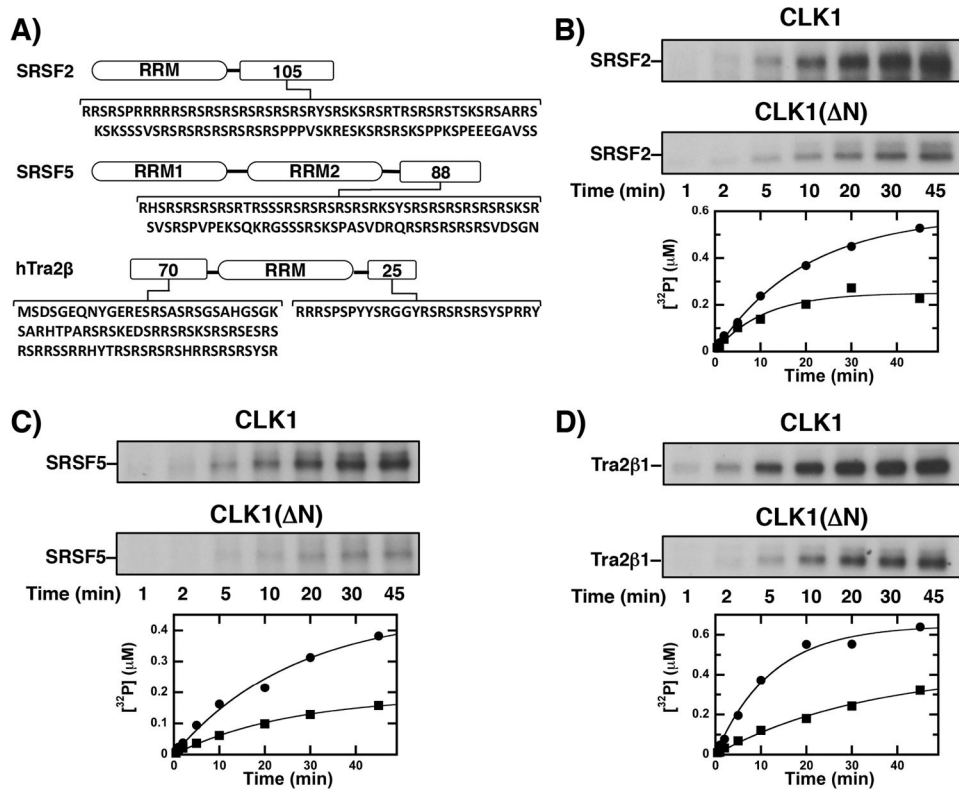 A)
SRSF2
RRM
105
RRSRSPRRRRRSRSRSRSRSRSRSRSRYSRSKSRSRTRSRSRSTSKSRSARRS
KSKSSSVSRSRSRSRSRSRSRSPPPVSKRESKSRSRSKSPPKSPEEEGAVSS
SRSF5
RRM1
RRM2
88
RHSRSRSRSRSRTRSSSRSRSRSRSRSRSRKSYSRSRSRSRSRSRSKSR
SVSRSPVPEKSQKRGSSSRSKSPASVDRQRSRSRSRSRSVDSGN
hTra2β
70
RRM
25
MSDSGEQNYGERESRSASRSGSAHGSGK
SARHTPARSRSKEDSRRSRSKSRSRSESRS
RSRRSSRRHYTRSRSRSRSHRRSRSRSYSR
RRRSPSPYYSRGGYRSRSRSRSYSPRRY
B)
CLK1
SRSF2
CLK1(ΔN)
SRSF2
Time (min) 1 2 5 10 20 30 45
0.6
0.4
0.2
0
[³²P] (μM)
0 10 20 30 40
Time (min)
C)
CLK1
SRSF5
CLK1(ΔN)
SRSF5
Time (min) 1 2 5 10 20 30 45
0.4
0.3
0.2
0.1
0
[³²P] (μM)
0 10 20 30 40
Time (min)
D)
CLK1
Tra2β1
CLK1(ΔN)
Tra2β1
Time (min) 1 2 5 10 20 30 45
0.6
0.4
0.2
0
[³²P] (μM)
0 10 20 30 40
Time (min)